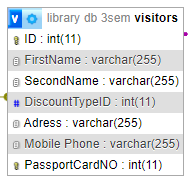 v library db 3sem visitors
ID : int(11)
FirstName : varchar(255)
SecondName : varchar(255)
# DiscountTypeID : int(11)
Adress : varchar(255)
Mobile Phone : varchar(255)
PassportCardNO : int(11)